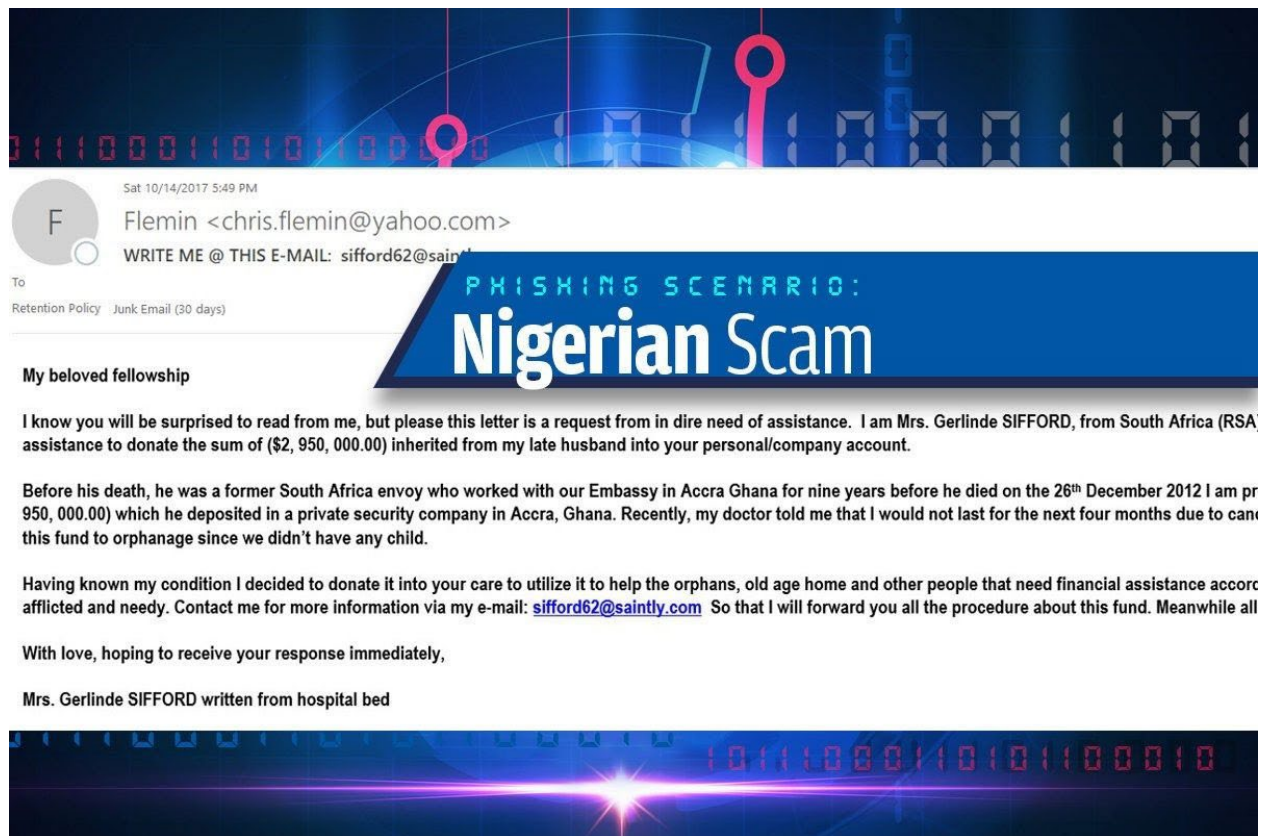 Sat 10/14/2017 5:49 PM
F
Flemin <chris.flemin@yahoo.com>
WRITE ME @ THIS E-MAIL: sifford62@sain
To
Retention Policy Junk Email (30 days)
PHISHING SCENARIO:
Nigerian Scam
My beloved fellowship
I know you will be surprised to read from me, but please this letter is a request from in dire need of assistance. I am Mrs. Gerlinde SIFFORD, from South Africa (RSA)
assistance to donate the sum of ($2, 950, 000.00) inherited from my late husband into your personal/company account.
Before his death, he was a former South Africa envoy who worked with our Embassy in Accra Ghana for nine years before he died on the 26th December 2012 I am pr
950, 000.00) which he deposited in a private security company in Accra, Ghana. Recently, my doctor told me that I would not last for the next four months due to canc
this fund to orphanage since we didn't have any child.
Having known my condition I decided to donate it into your care to utilize it to help the orphans, old age home and other people that need financial assistance accord
afflicted and needy. Contact me for more information via my e-mail: sifford62@saintly.com So that I will forward you all the procedure about this fund. Meanwhile all
With love, hoping to receive your response immediately,
Mrs. Gerlinde SIFFORD written from hospital bed
101110001101011100010